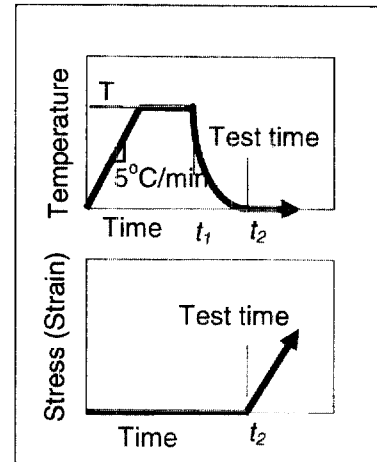 Temperature
T
Test time
5°C/min
Time t1 t2
Stress (Strain)
Test time
Time t2